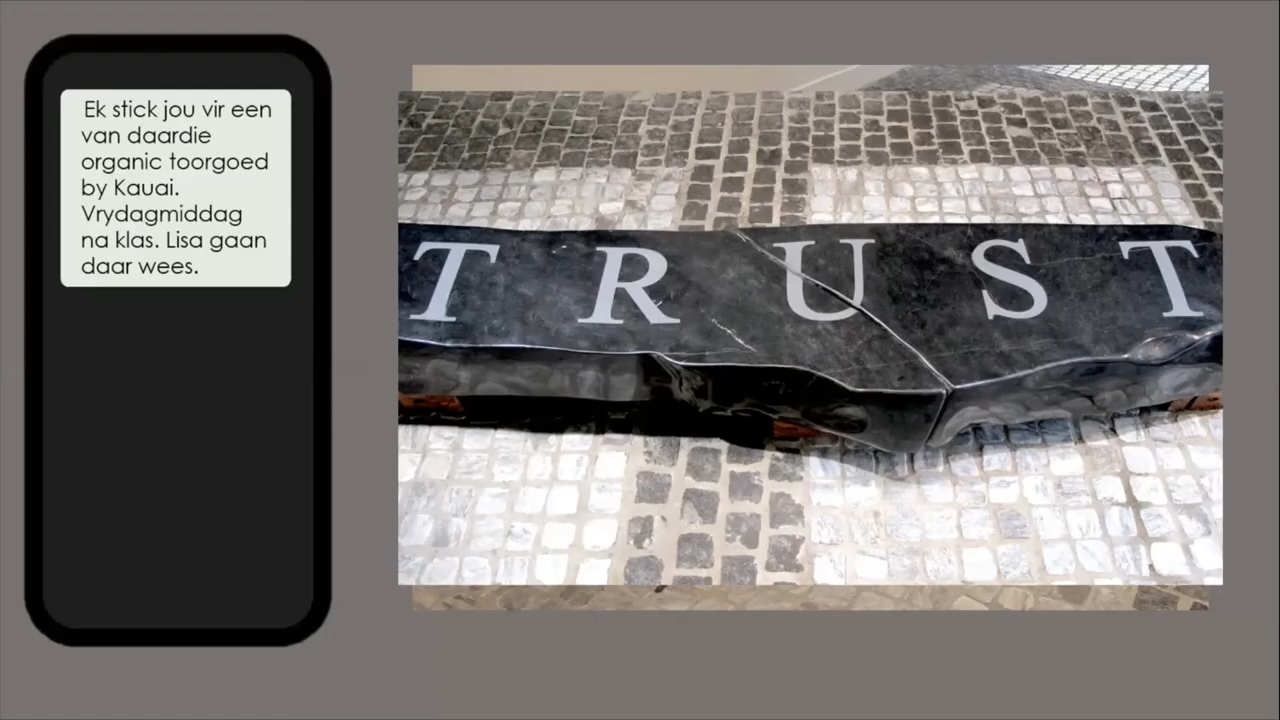 Ek stick jou vir een
van daardie
organic toorgoed
by Kauai.
Vrydagmiddag
na klas. Lisa gaan
daar wees.
TRUST